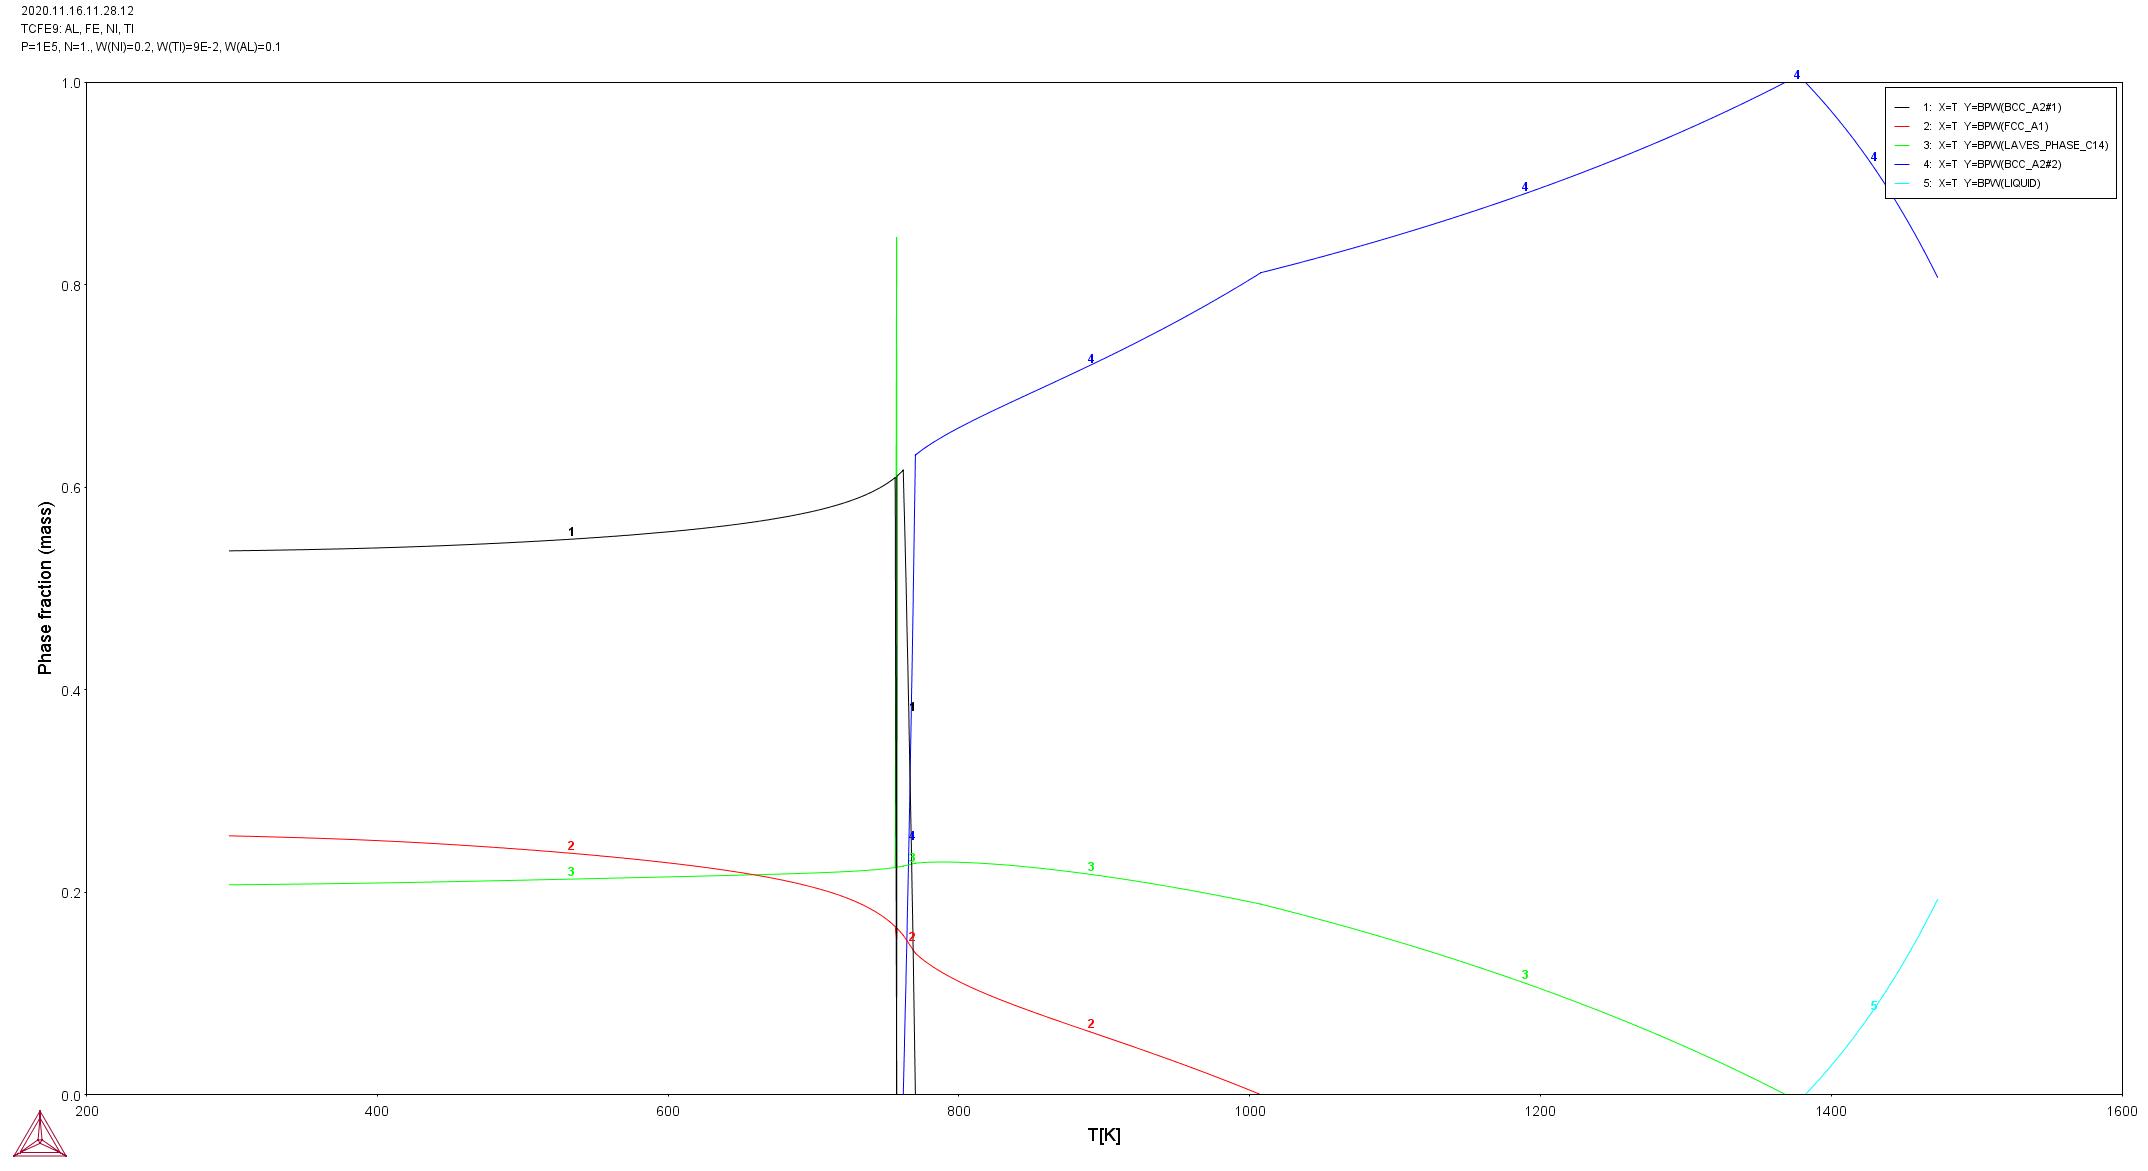 2020.11.16.11.28.12
TCFE9: AL, FE, NI, TI
P=1E5, N=1., W(NI)=0.2, W(TI)=9E-2, W(AL)=0.1
4
1.0
1: X=T Y=BPW(BCC_A2#1)
2: X=T Y=BPW(FCC_A1)
3: X=T Y=BPW(LAVES_PHASE_C14)
4: X=T Y=BPW(BCC_A2#2)
5: X=T Y=BPW(LIQUID)
4
4
0.8
4
0.6
1
Phase fraction (mass)
1
0.4
4
2
3
3
3
0.2
2
3
5
2
0.0
200 400 600 800 1000 1200 1400 1600
T[K]